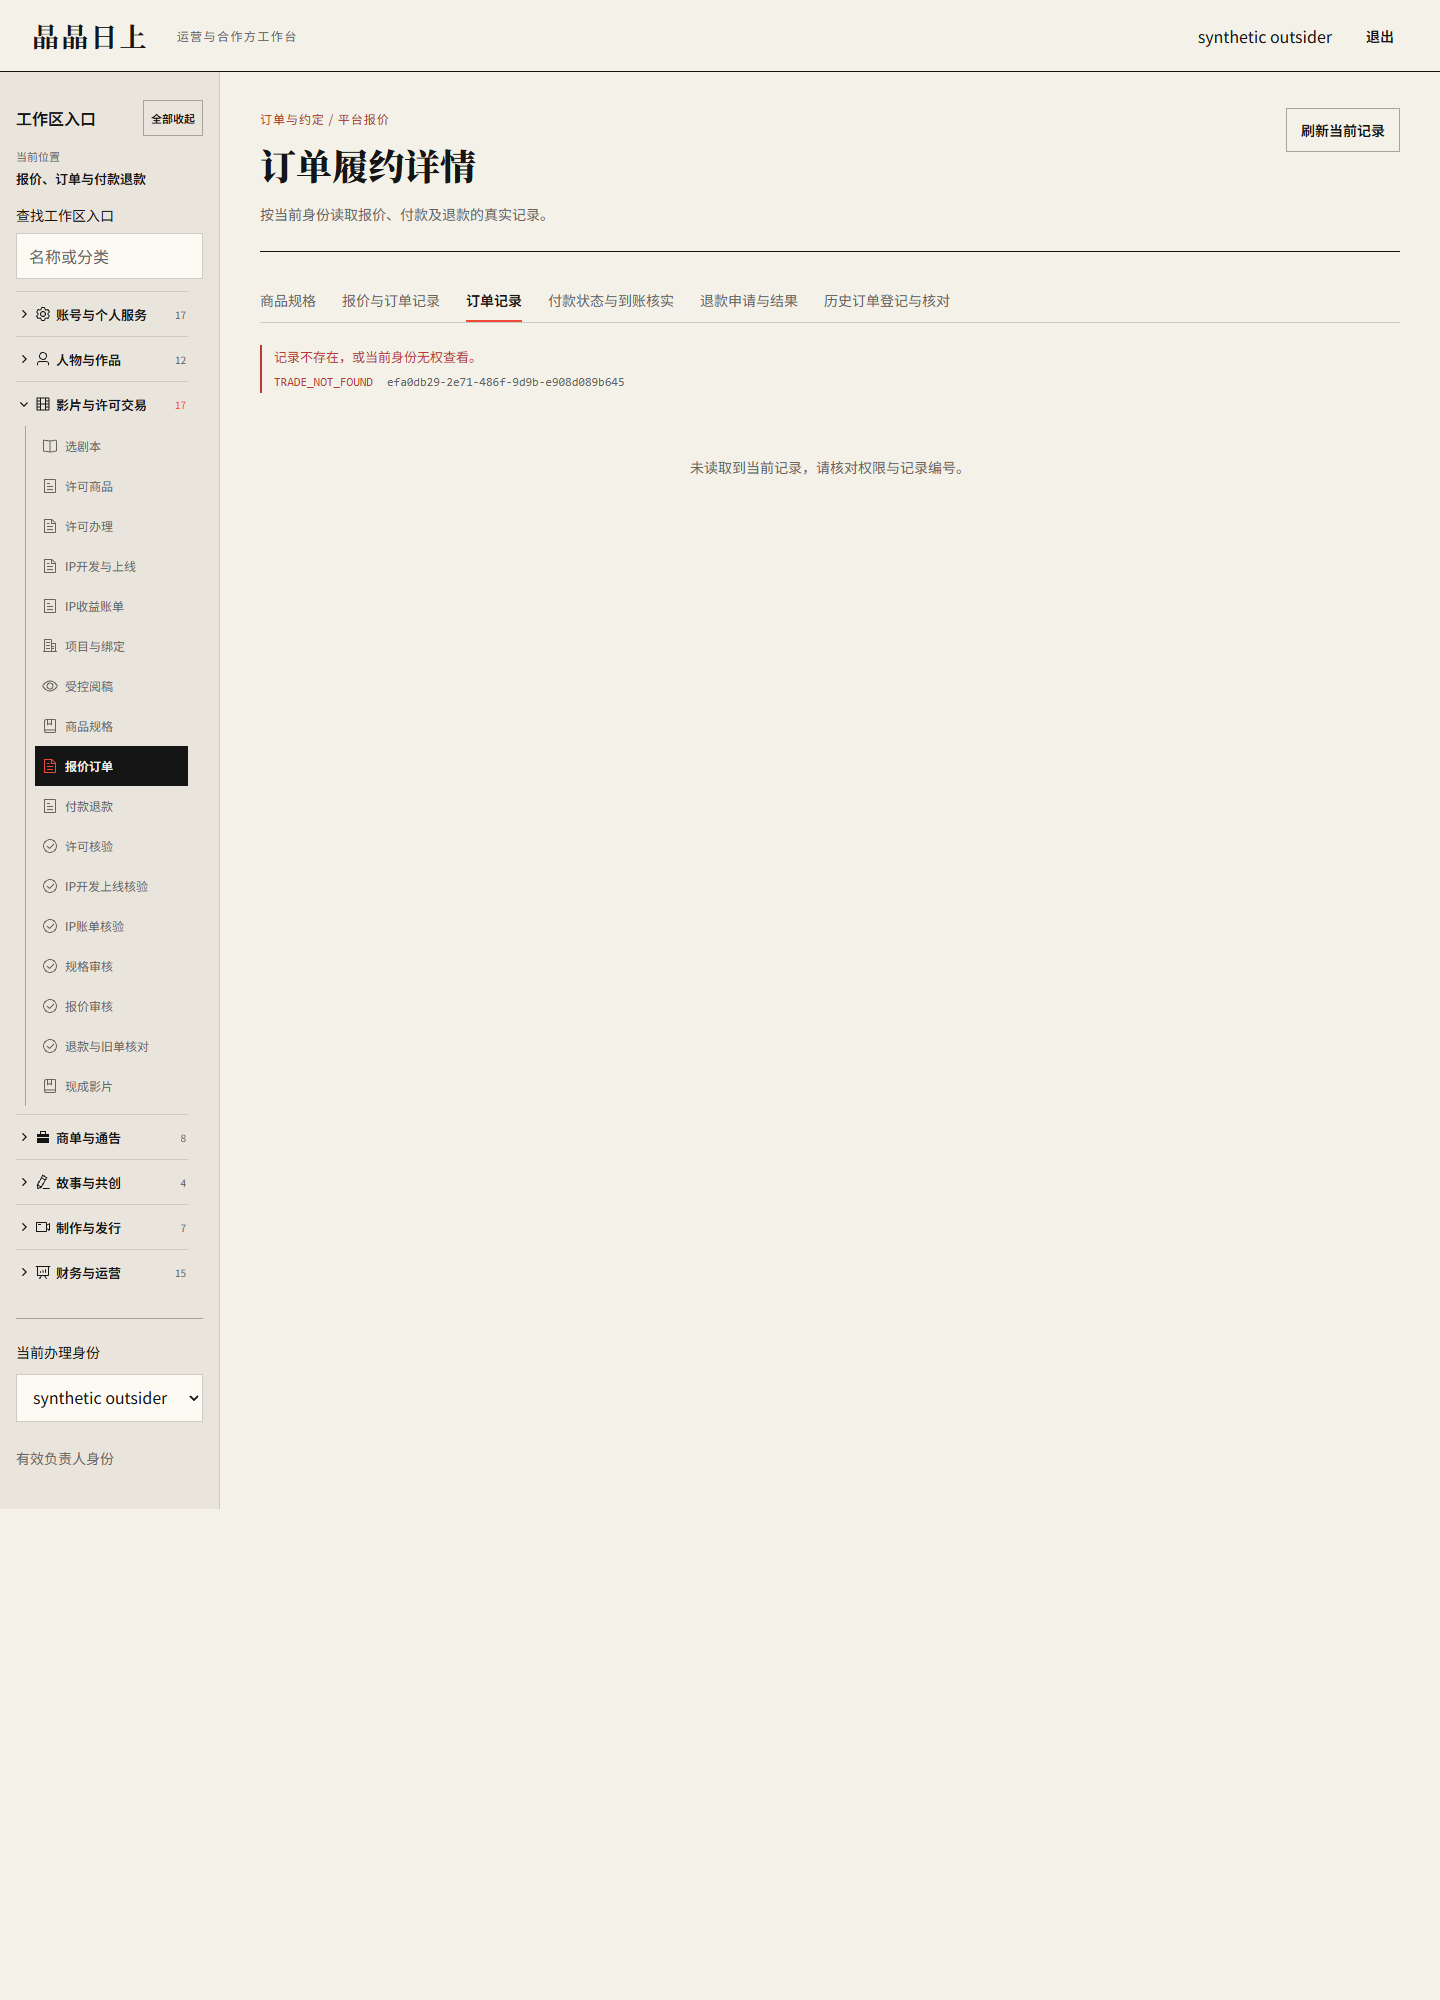 晶晶日上
运营与合作方工作台
synthetic outsider
退出
工作区入口
全部收起
当前位置
报价、订单与付款退款
查找工作区入口
名称或分类
账号与个人服务 17
人物与作品 12
影片与许可交易 17
选剧本
许可商品
许可办理
IP开发与上线
IP收益账单
项目与绑定
受控阅稿
商品规格
报价订单
付款退款
许可核验
IP开发上线核验
IP账单核验
规格审核
报价审核
退款与旧单核对
现成影片
商单与通告 8
故事与共创 4
制作与发行 7
财务与运营 15
当前办理身份
synthetic outsider
有效负责人身份
订单与约定 / 平台报价
订单履约详情
按当前身份读取报价、付款及退款的真实记录。
刷新当前记录
商品规格 报价与订单记录 订单记录 付款状态与到账核实 退款申请与结果 历史订单登记与核对
记录不存在，或当前身份无权查看。
TRADE_NOT_FOUND efa0db29-2e71-486f-9d9b-e908d089b645
未读取到当前记录，请核对权限与记录编号。